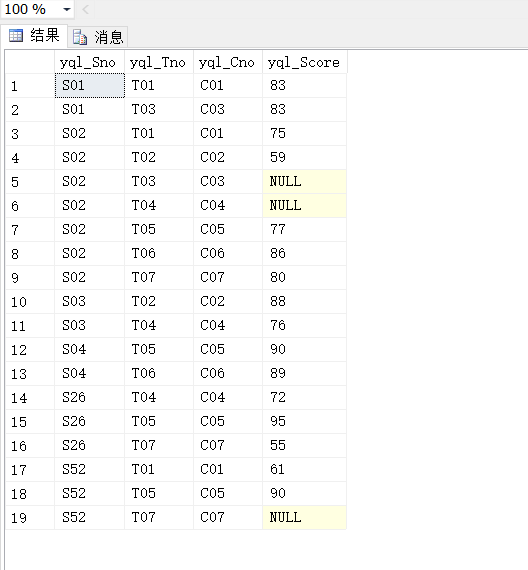 100 %
结果 消息
yql_Sno yql_Tno yql_Cno yql_Score
1 S01 T01 C01 83
2 S01 T03 C03 83
3 S02 T01 C01 75
4 S02 T02 C02 59
5 S02 T03 C03 NULL
6 S02 T04 C04 NULL
7 S02 T05 C05 77
8 S02 T06 C06 86
9 S02 T07 C07 80
10 S03 T02 C02 88
11 S03 T04 C04 76
12 S04 T05 C05 90
13 S04 T06 C06 89
14 S26 T04 C04 72
15 S26 T05 C05 95
16 S26 T07 C07 55
17 S52 T01 C01 61
18 S52 T05 C05 90
19 S52 T07 C07 NULL